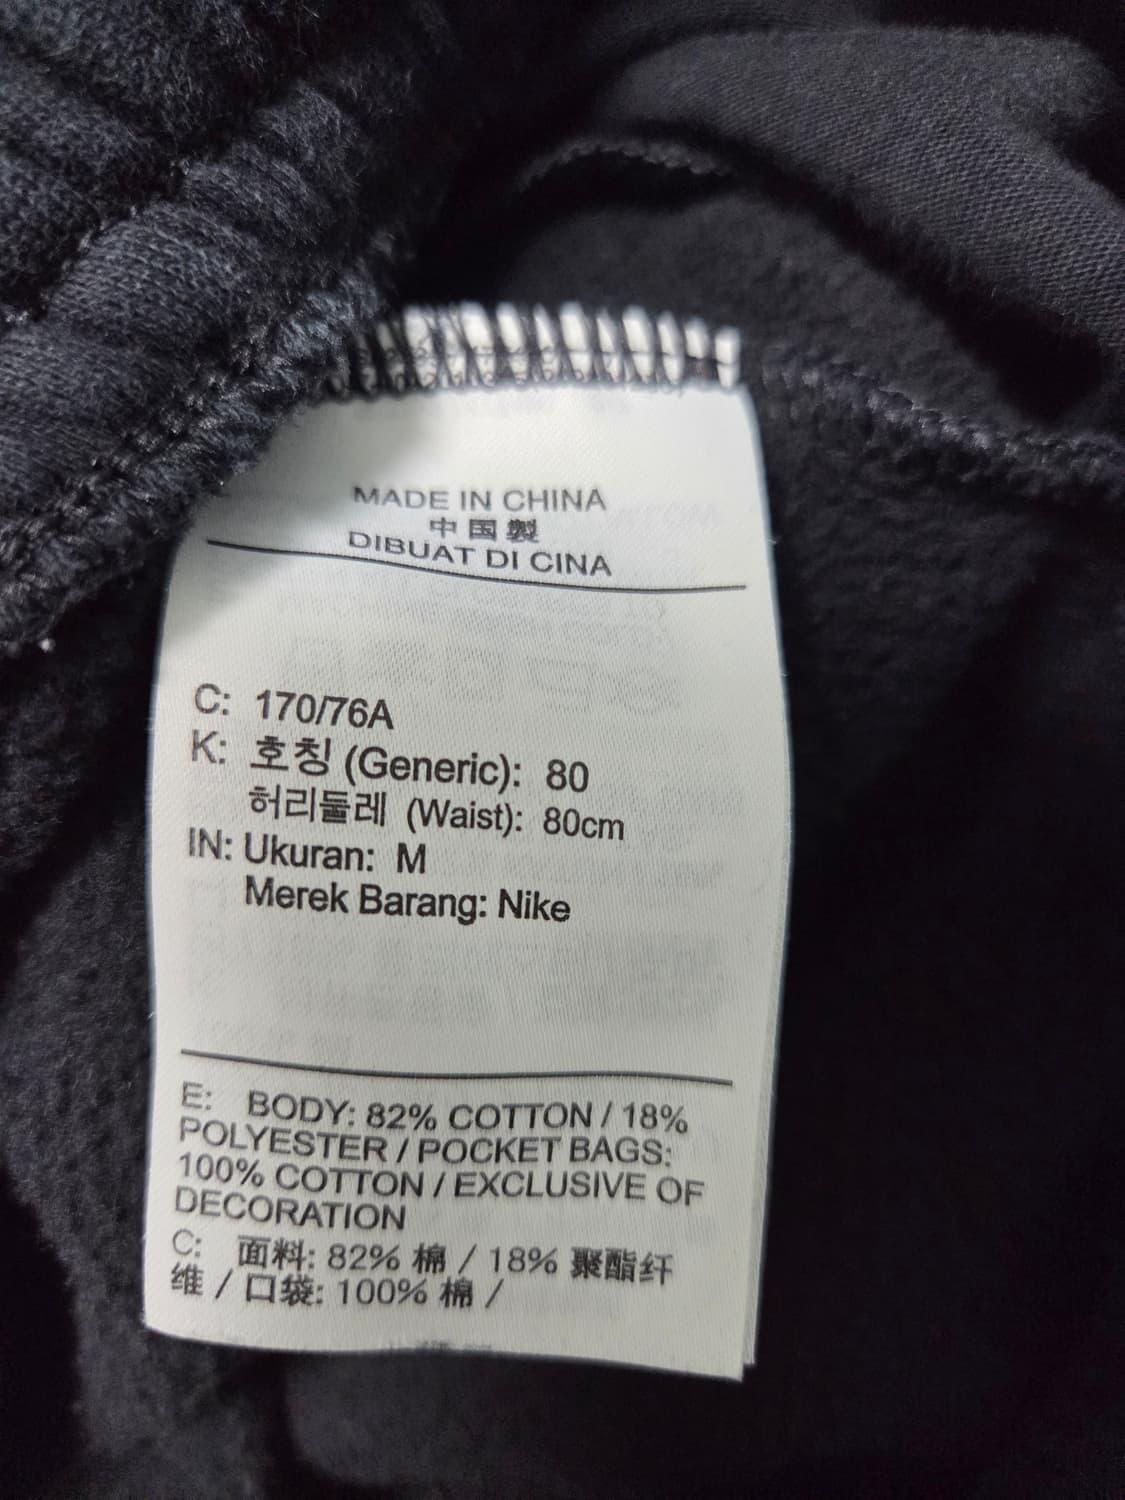 MADE IN CHINA
中国製
DIBUAT DI CINA
C: 170/76A
K: 호칭 (Generic): 80
허리둘레 (Waist): 80cm
IN: Ukuran: M
Merek Barang: Nike
E: BODY: 82% COTTON / 18%
POLYESTER / POCKET BAGS:
100% COTTON / EXCLUSIVE OF
DECORATION
C: 面料: 82% 棉 / 18% 聚酯纤
维 / 口袋: 100% 棉 /